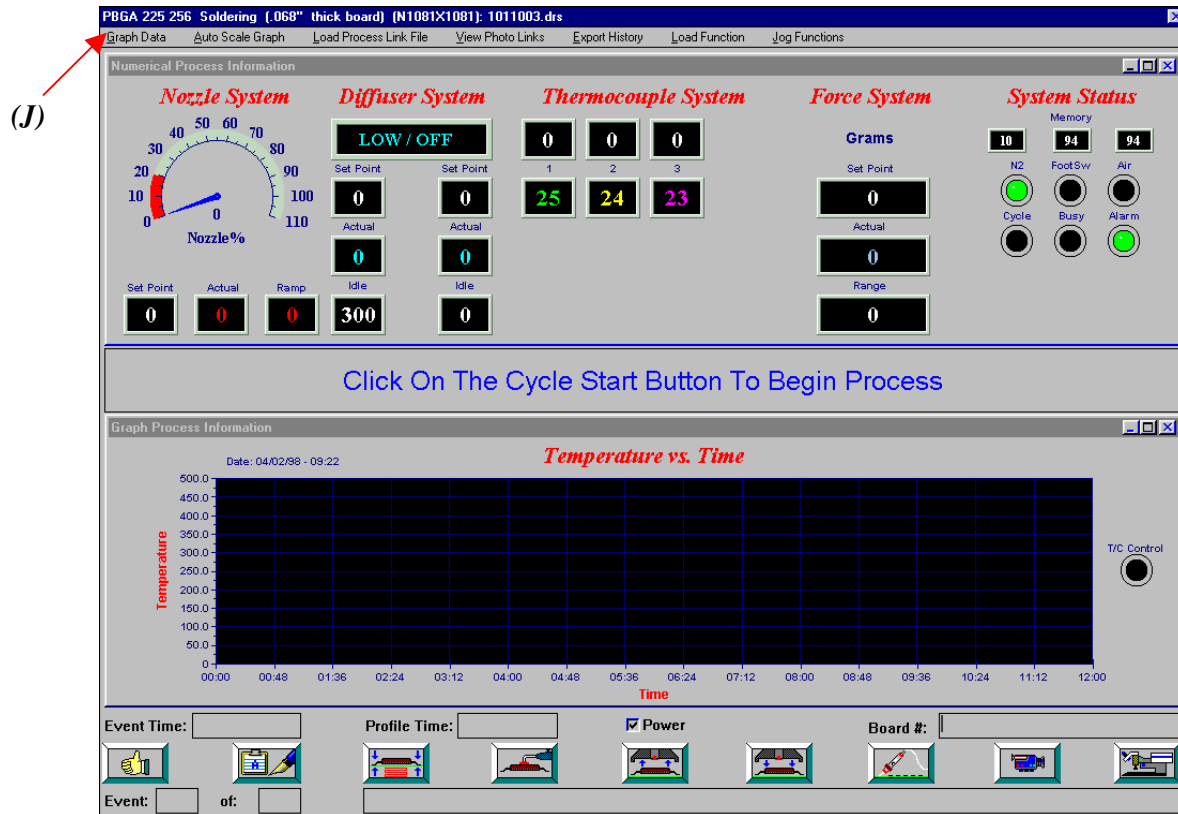 PBGA 225 256 Soldering (.068" thick board) (N1081X1081): 1011003.drs
Graph Data Auto Scale Graph Load Process Link File View Photo Links Export History Load Function Jog Functions
(J)
Numerical Process Information
Nozzle System Diffuser System Thermocouple System Force System System Status
Memory
LOW / OFF 0 0 0 Grams 10 94 94
Set Point Set Point 1 2 3 Set Point N2 FootSw Air
0 10 20 30 40 50 60 70 80 90 100 110
0
Nozzle%
0 0 25 24 23 0
Actual Actual Actual Cycle Busy Alarm
0 0 0
Set Point Actual Ramp Idle Idle Range
0 0 0 300 0 0
Click On The Cycle Start Button To Begin Process
Graph Process Information
Date: 04/02/98 - 09:22 Temperature vs. Time
500.0
450.0
400.0
350.0
300.0
250.0
200.0
150.0
100.0
50.0
0
Temperature
T/C Control
00:00 00:48 01:36 02:24 03:12 04:00 04:48 05:36 06:24 07:12 08:00 08:48 09:36 10:24 11:12 12:00
Time
Event Time: Profile Time: Power Board #:
A
Event: of: